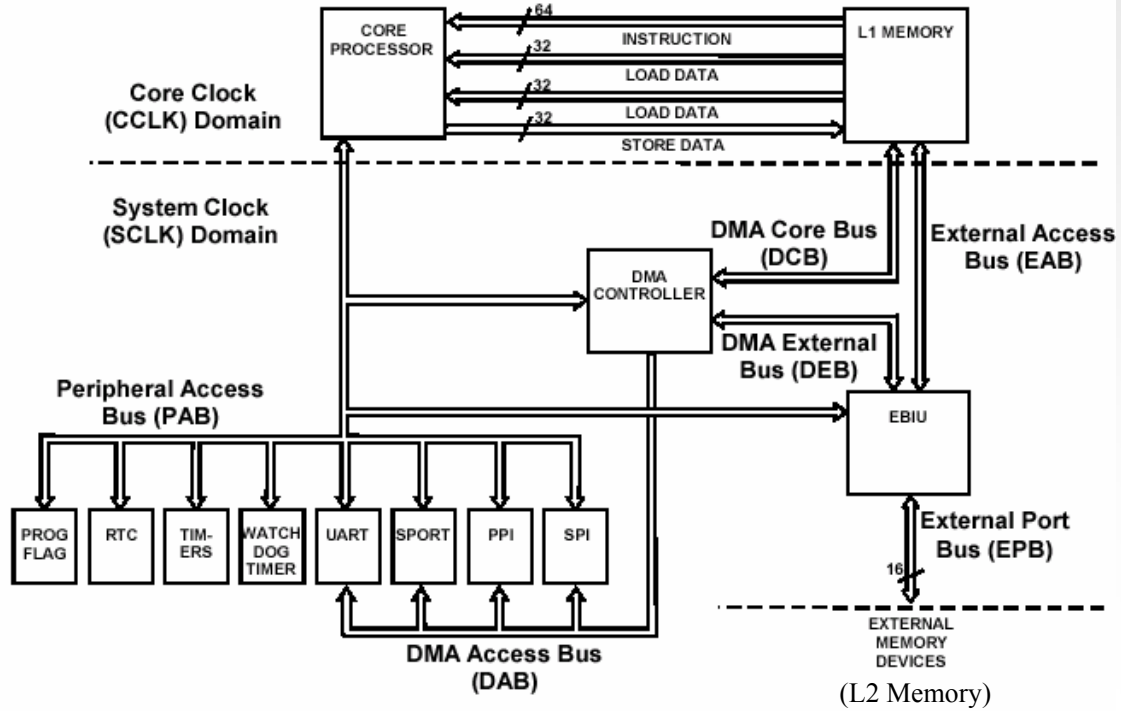 CORE
PROCESSOR
64
INSTRUCTION
32
LOAD DATA
32
LOAD DATA
32
STORE DATA
L1 MEMORY
Core Clock
(CCLK) Domain
System Clock
(SCLK) Domain
DMA Core Bus
(DCB)
External Access
Bus (EAB)
DMA
CONTROLLER
DMA External
Bus (DEB)
Peripheral Access
Bus (PAB)
EBIU
PROG
FLAG
RTC
TIM-
ERS
WATCH
DOG
TIMER
UART
SPORT
PPI
SPI
External Port
Bus (EPB)
16
DMA Access Bus
(DAB)
EXTERNAL
MEMORY
DEVICES
(L2 Memory)